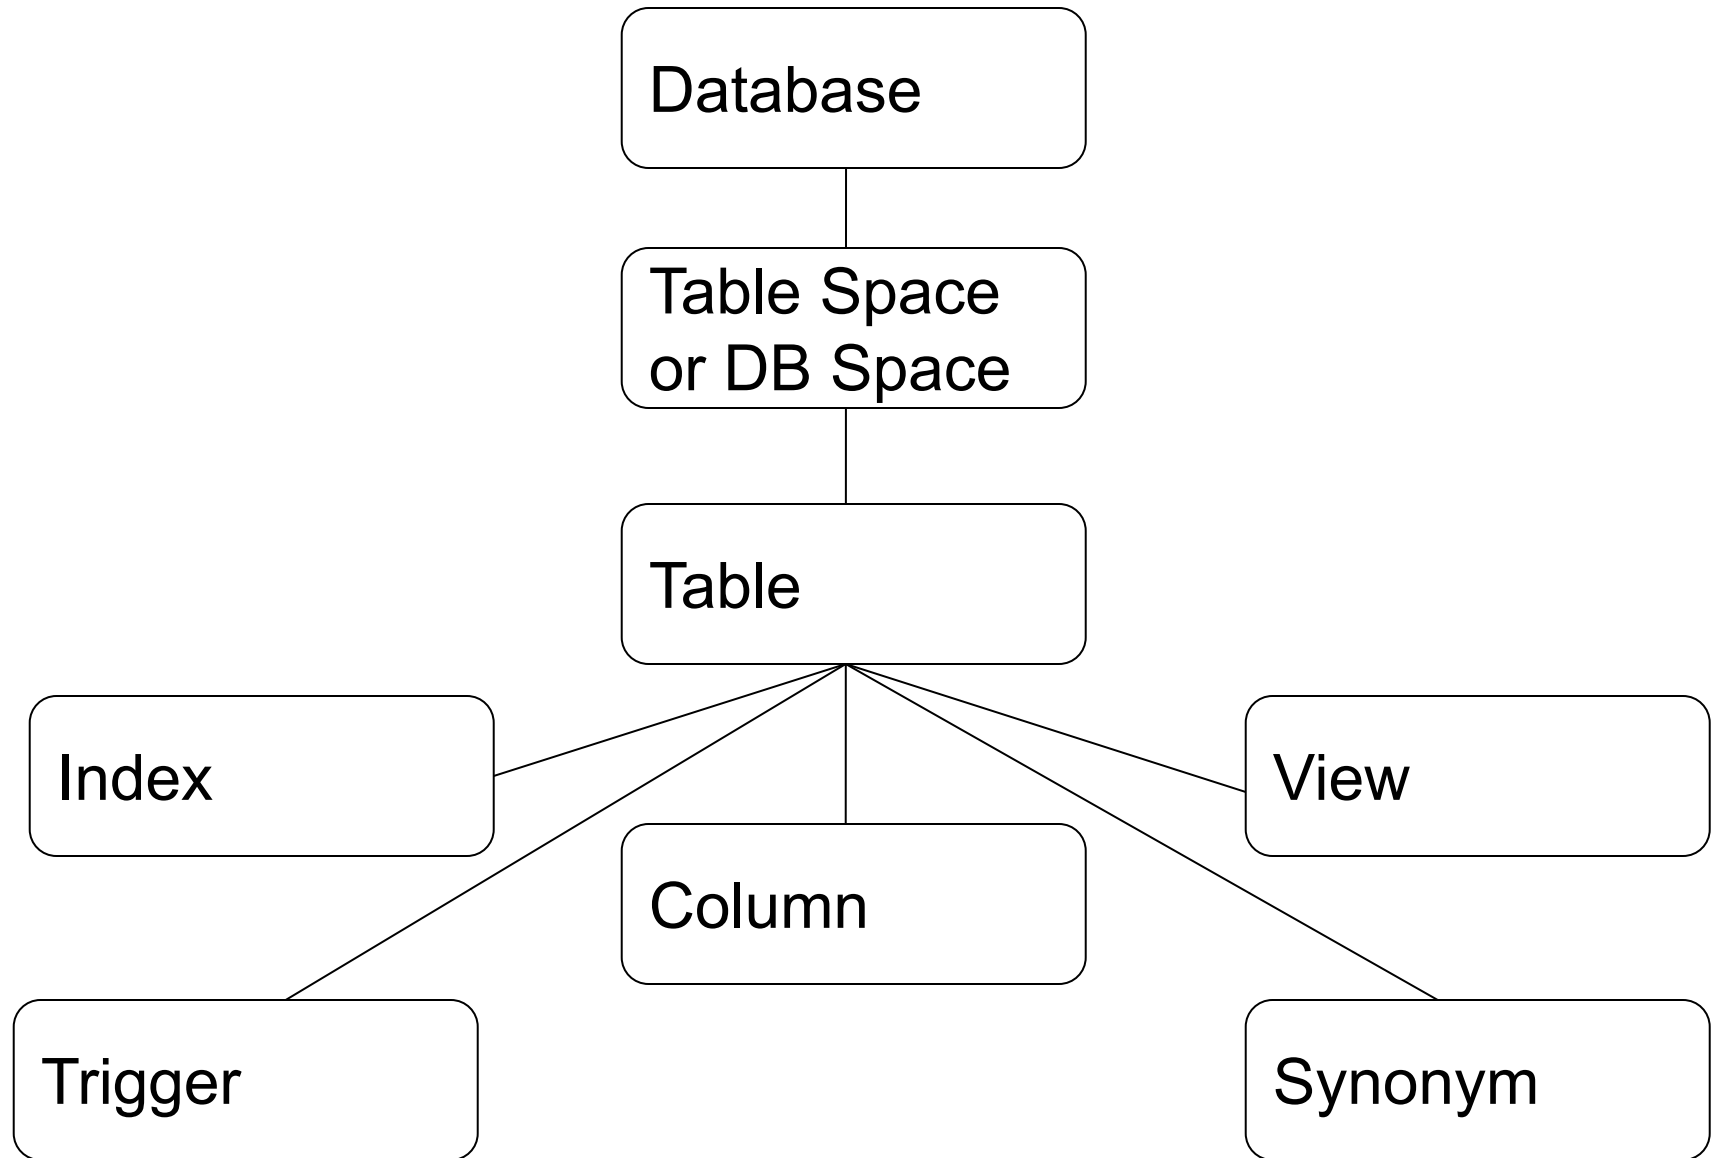 Database
Table Space
or DB Space
Table
Index
View
Column
Trigger
Synonym